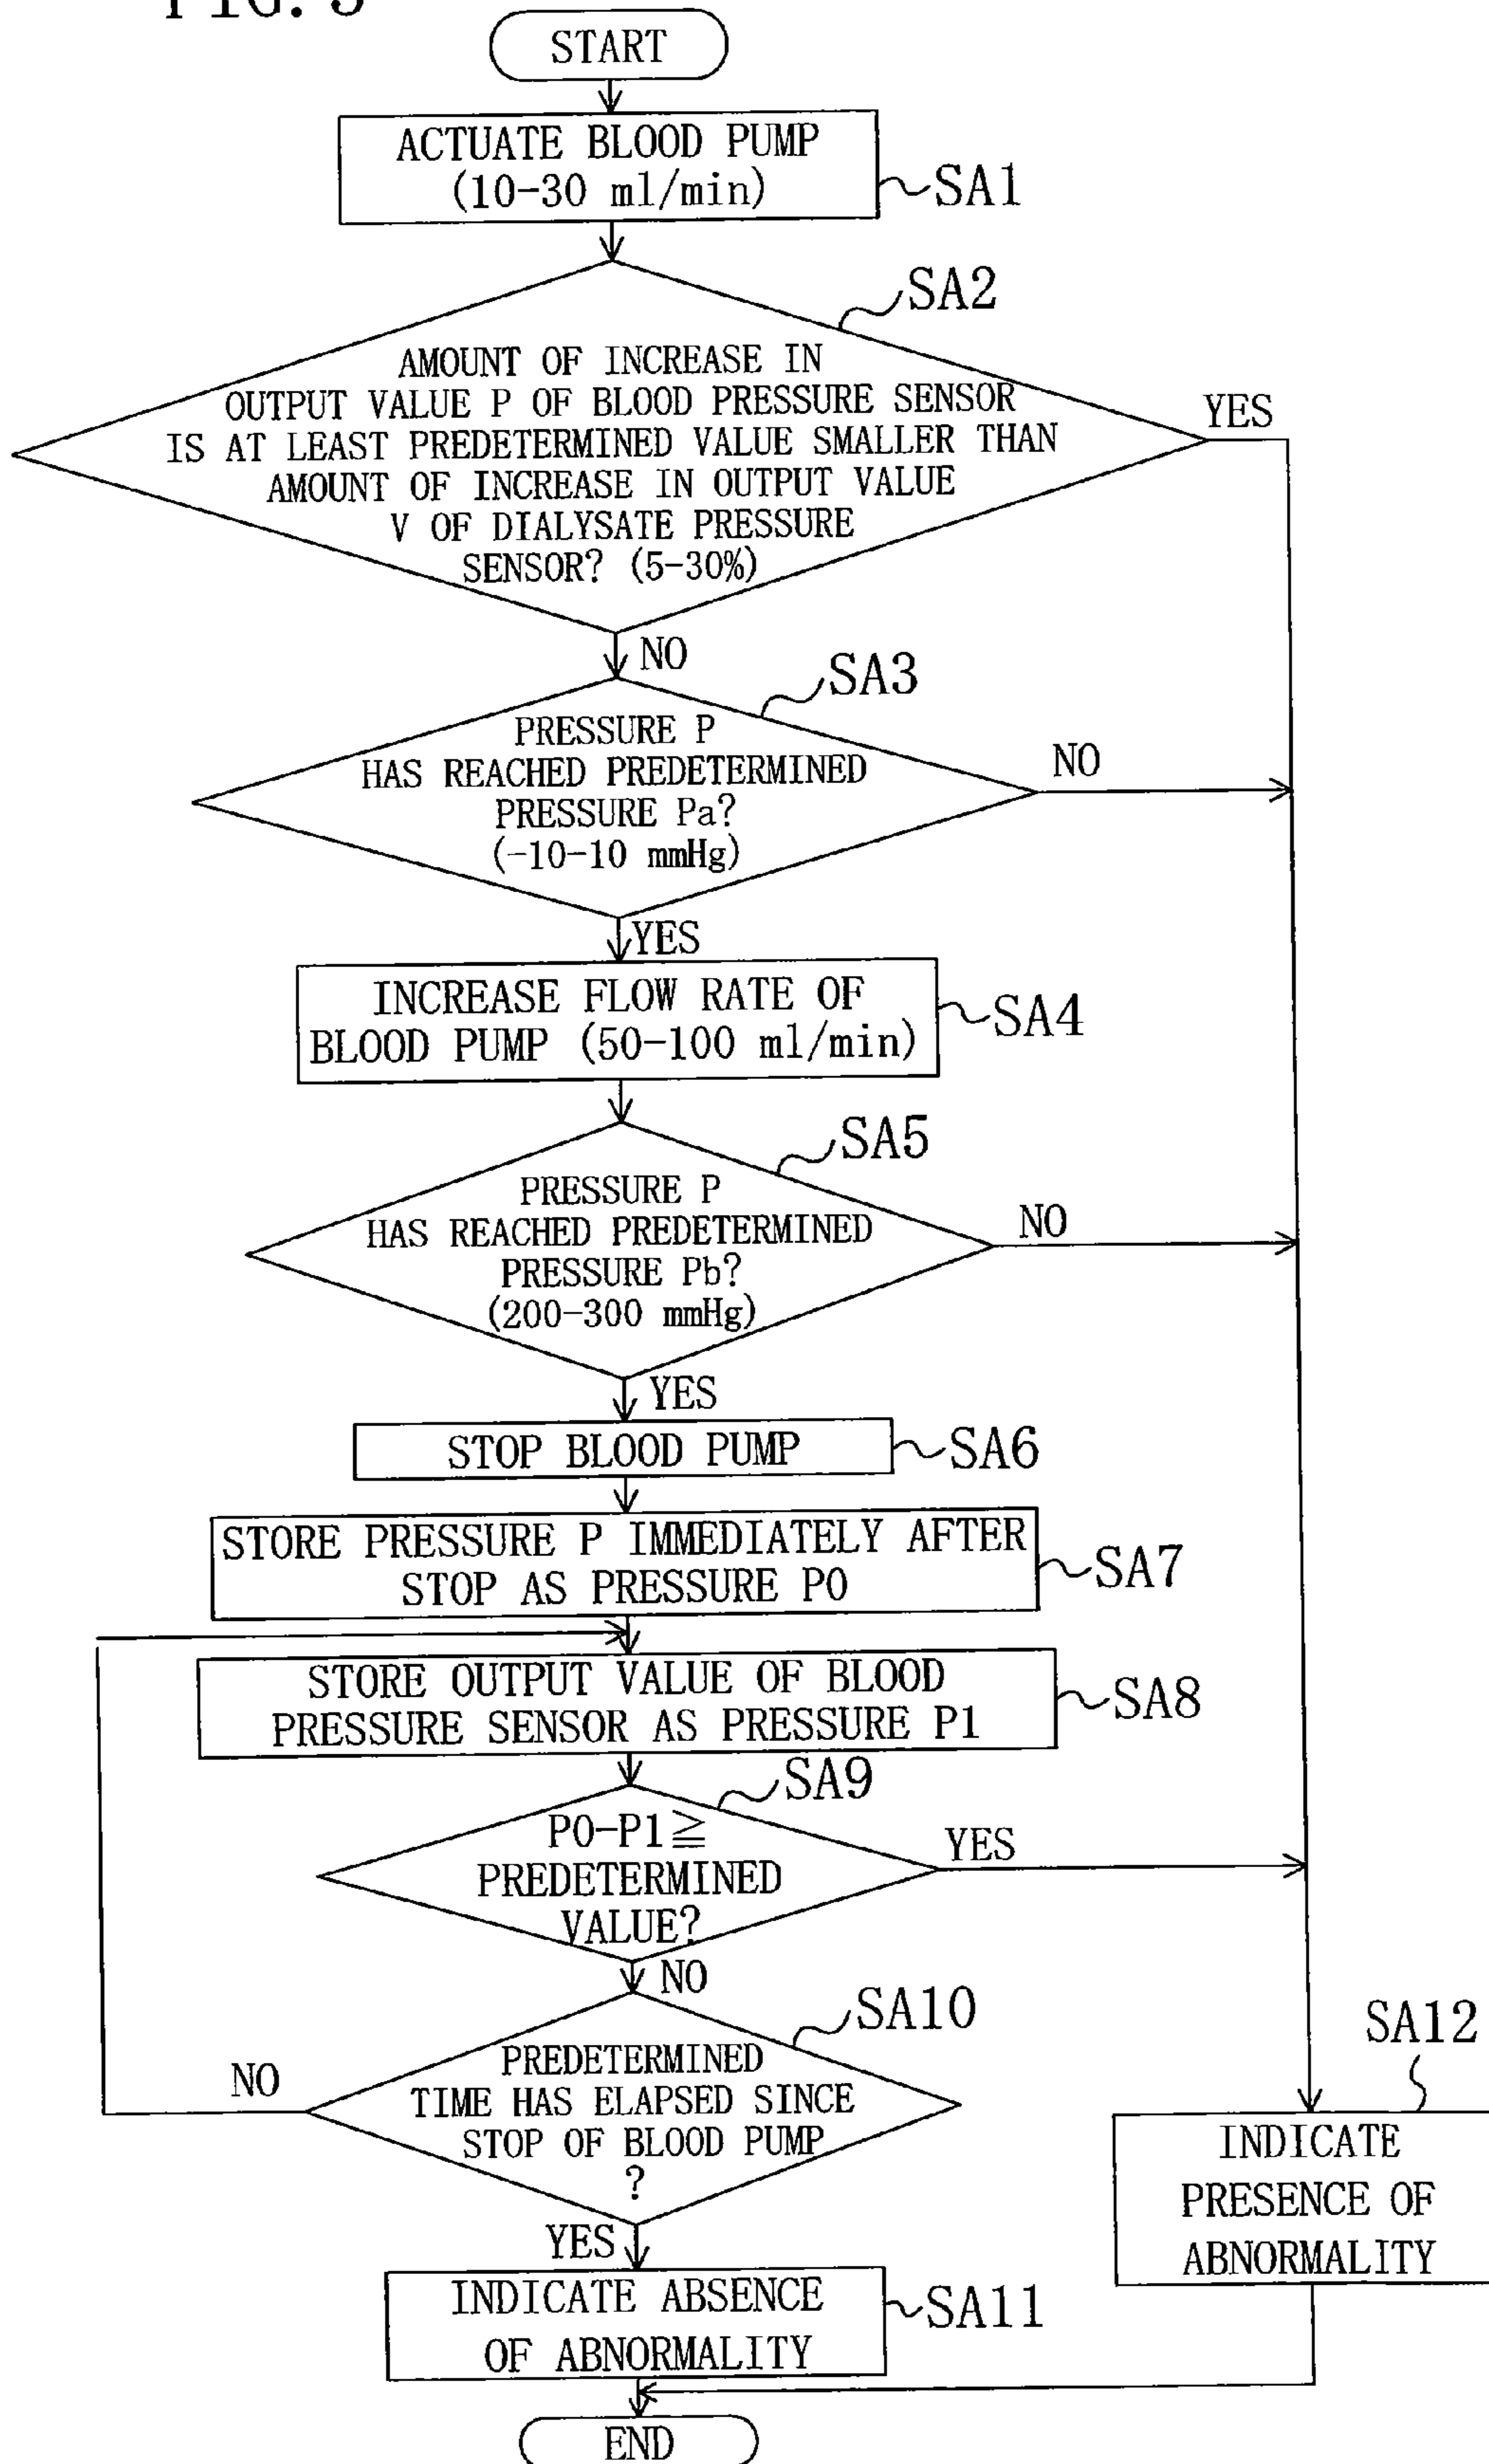 START
ACTUATE BLOOD PUMP
(10-30 ml/min)
SA1
SA2
AMOUNT OF INCREASE IN
OUTPUT VALUE P OF BLOOD PRESSURE SENSOR
IS AT LEAST PREDETERMINED VALUE SMALLER THAN
AMOUNT OF INCREASE IN OUTPUT VALUE
V OF DIALYSATE PRESSURE
SENSOR? (5-30%)
YES
NO
SA3
PRESSURE P
HAS REACHED PREDETERMINED
PRESSURE Pa?
(-10-10 mmHg)
NO
YES
INCREASE FLOW RATE OF
BLOOD PUMP (50-100 ml/min)
SA4
SA5
PRESSURE P
HAS REACHED PREDETERMINED
PRESSURE Pb?
(200-300 mmHg)
NO
YES
STOP BLOOD PUMP
SA6
STORE PRESSURE P IMMEDIATELY AFTER
STOP AS PRESSURE P0
SA7
STORE OUTPUT VALUE OF BLOOD
PRESSURE SENSOR AS PRESSURE P1
SA8
SA9
P0-P1≧
PREDETERMINED
VALUE?
YES
NO
SA10
PREDETERMINED
TIME HAS ELAPSED SINCE
STOP OF BLOOD PUMP
?
NO
YES
SA12
INDICATE
PRESENCE OF
ABNORMALITY
INDICATE ABSENCE
OF ABNORMALITY
SA11
END